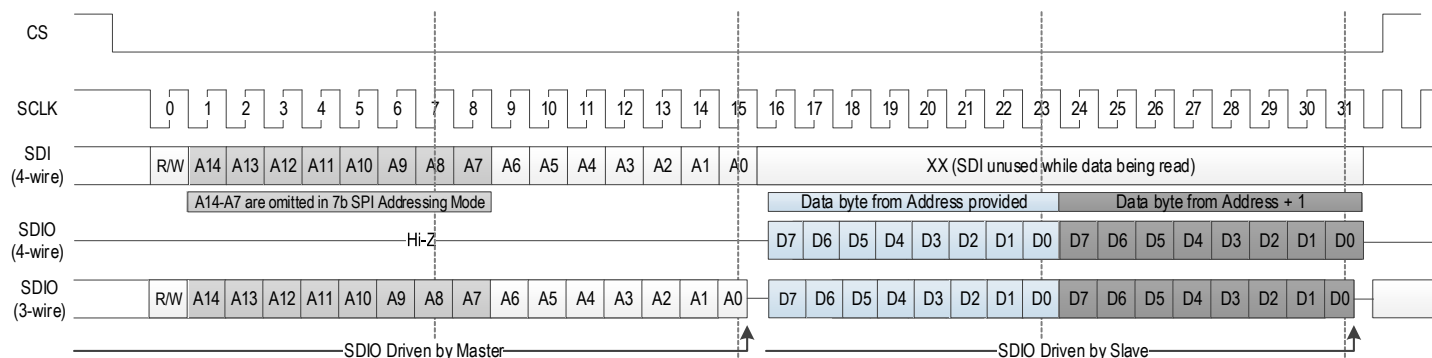 CS
SCLK 0 1 2 3 4 5 6 7 8 9 10 11 12 13 14 15 16 17 18 19 20 21 22 23 24 25 26 27 28 29 30 31
SDI
(4-wire)
R/W A14 A13 A12 A11 A10 A9 A8 A7 A6 A5 A4 A3 A2 A1 A0 XX (SDI unused while data being read)
A14-A7 are omitted in 7b SPI Addressing Mode Data byte from Address provided Data byte from Address + 1
SDIO
(4-wire)
Hi-Z D7 D6 D5 D4 D3 D2 D1 D0 D7 D6 D5 D4 D3 D2 D1 D0
SDIO
(3-wire)
R/W A14 A13 A12 A11 A10 A9 A8 A7 A6 A5 A4 A3 A2 A1 A0 D7 D6 D5 D4 D3 D2 D1 D0 D7 D6 D5 D4 D3 D2 D1 D0
SDIO Driven by Master SDIO Driven by Slave